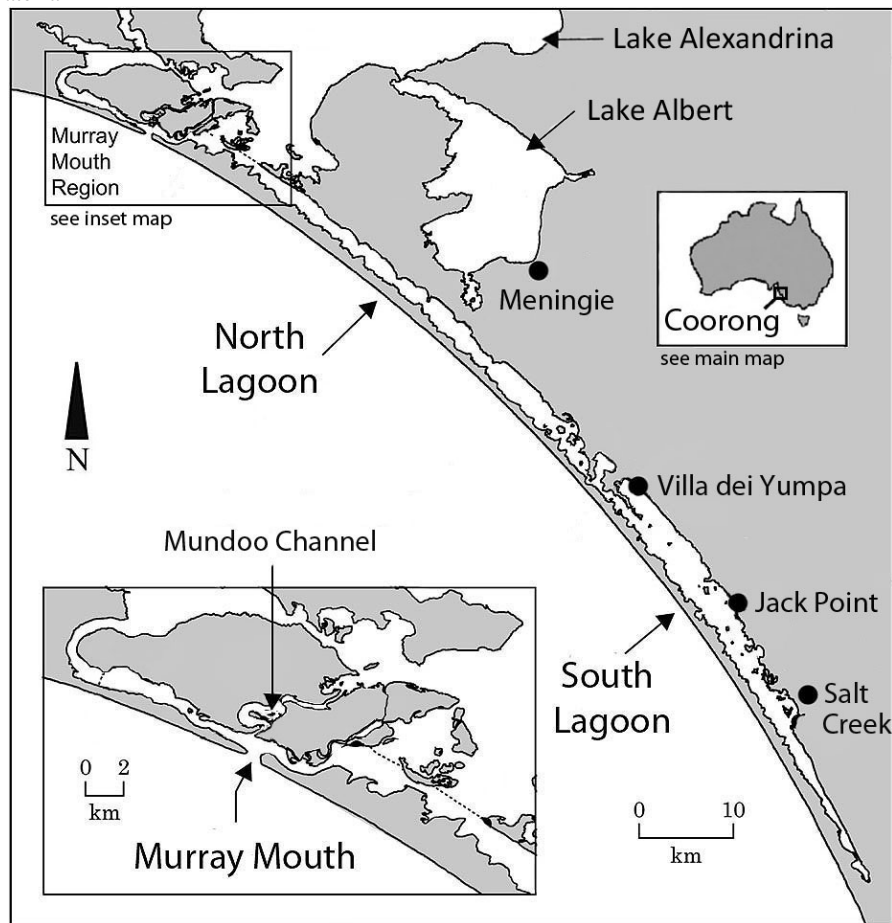 Lake Alexandrina
Lake Albert
Murray
Mouth
Region
see inset map
Meningie
Coorong
see main map
North
Lagoon
N
Villa dei Yumpa
Mundoo Channel
Jack Point
South
Lagoon
Salt
Creek
0 2
km
0 10
km
Murray Mouth